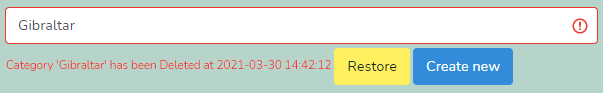 Gibraltar
Category 'Gibraltar' has been Deleted at 2021-03-30 14:42:12 Restore Create new